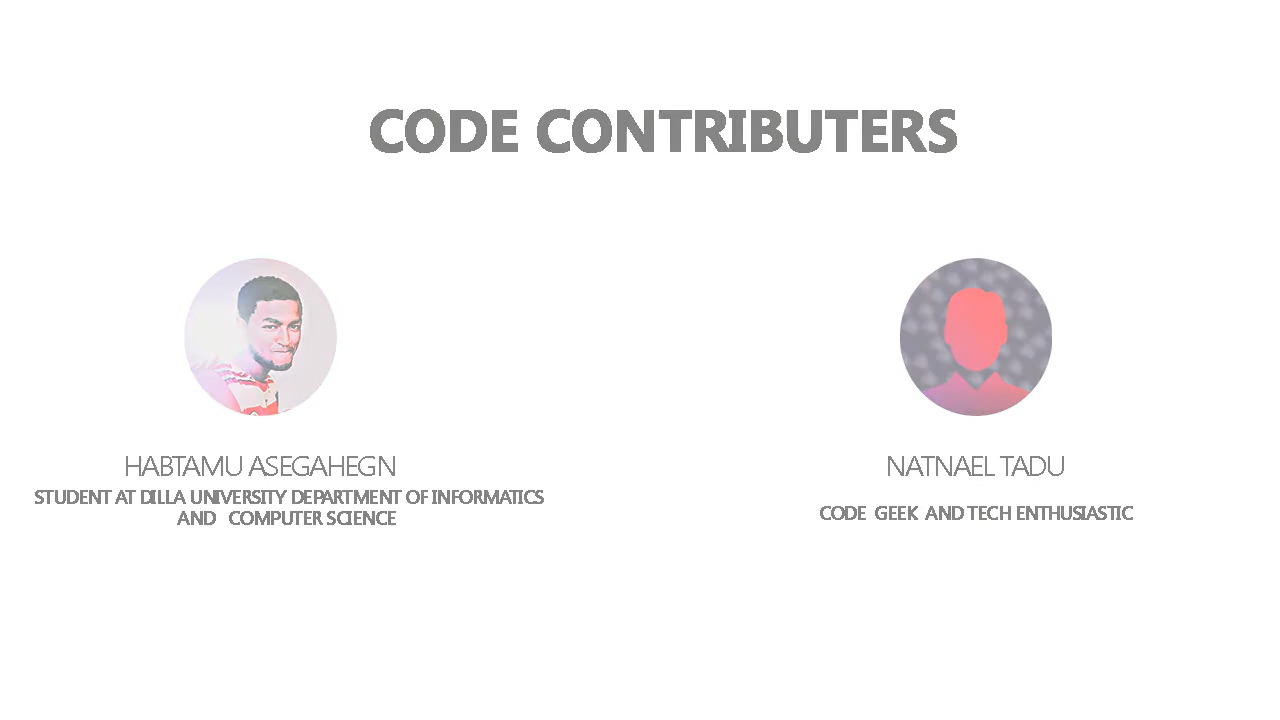 CODE CONTRIBUTERS
HABTAMU ASEGAHEGN
STUDENT AT DILLA UNIVERSITY DEPARTMENT OF INFORMATICS
AND COMPUTER SCIENCE
NATNAEL TADU
CODE GEEK AND TECH ENTHUSIASTIC